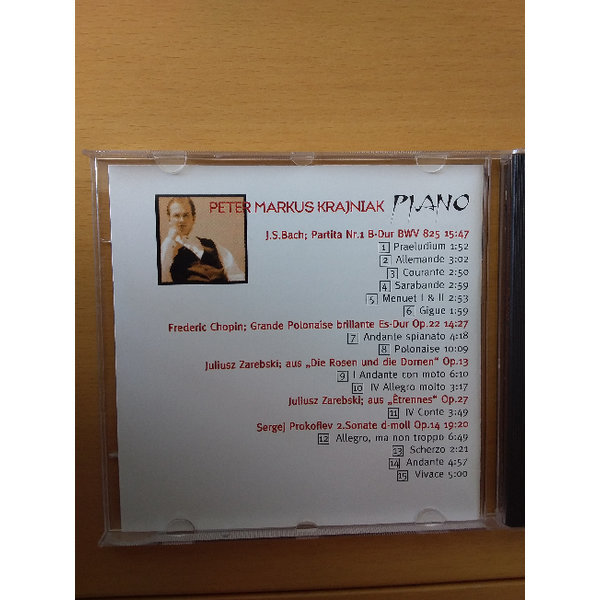 PETER MARKUS KRAJNIAK PIANO
J.S.Bach; Partita Nr.1 B-Dur BWV 825 15:47
1 Praeludium 1:52
2 Allemande 3:02
3 Courante 2:50
4 Sarabande 2:59
5 Menuet I & II 2:53
6 Gigue 1:59
Frederic Chopin; Grande Polonaise brillante Es-Dur Op.22 14:27
7 Andante spianato 4:18
8 Polonaise 10:09
Juliusz Zarebski; aus „Die Rosen und die Dornen" Op.13
9 I Andante con moto 6:10
10 IV Allegro molto 3:17
Juliusz Zarebski; aus „Êtrennes" Op.27
11 IV Conte 3:49
Sergej Prokofiev 2.Sonate d-moll Op.14 19:20
12 Allegro, ma non troppo 6:49
13 Scherzo 2:21
14 Andante 4:57
15 Vivace 5:00